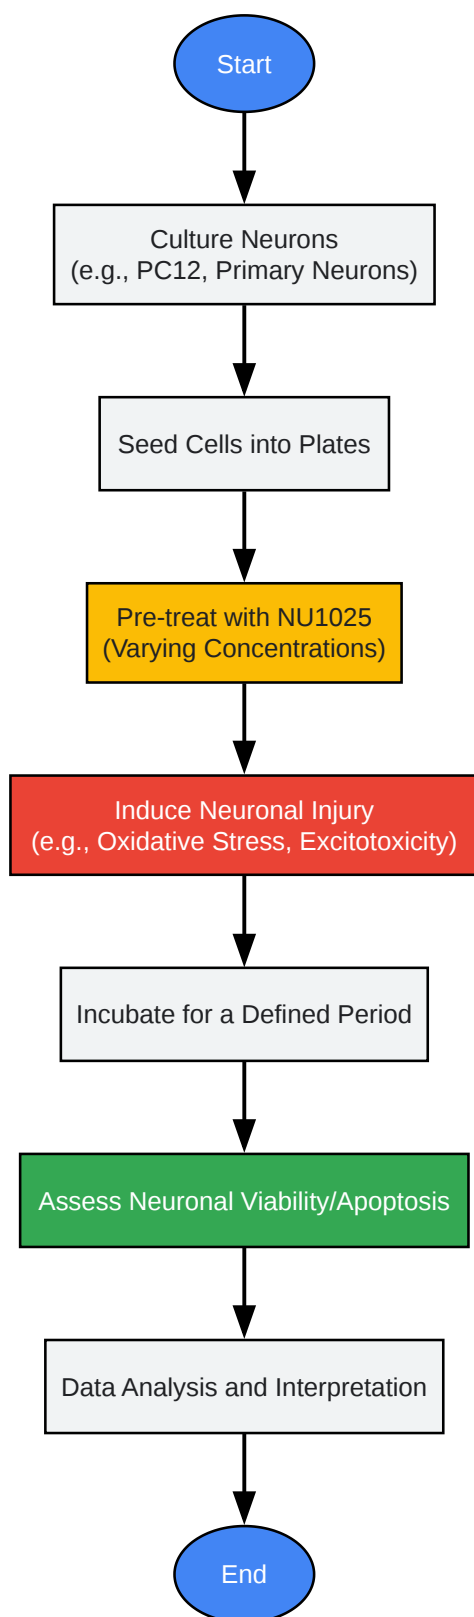 Start
Culture Neurons
(e.g., PC12, Primary Neurons)
Seed Cells into Plates
Pre-treat with NU1025
(Varying Concentrations)
Induce Neuronal Injury
(e.g., Oxidative Stress, Excitotoxicity)
Incubate for a Defined Period
Assess Neuronal Viability/Apoptosis
Data Analysis and Interpretation
End